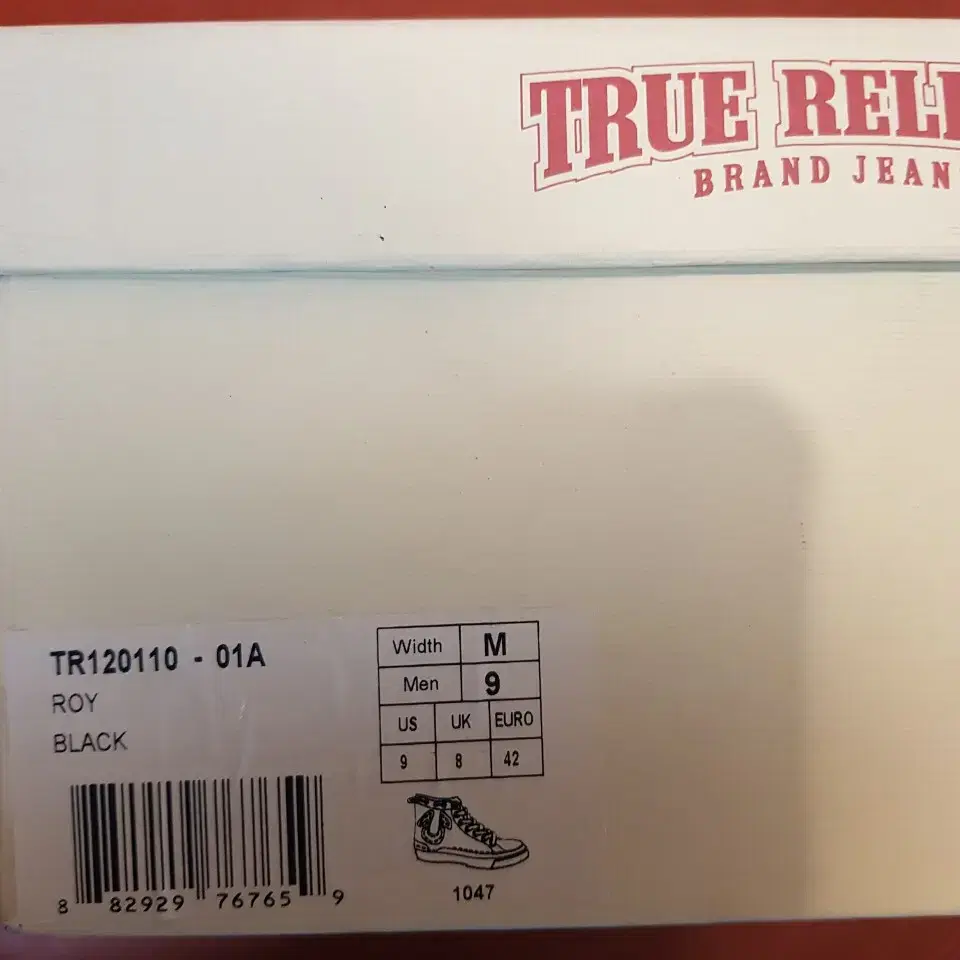 TRUE RELI
BRAND JEAN
TR120110 - 01A
ROY
BLACK
Width M
Men 9
US UK EURO
9 8 42
8 82929 76765 9
1047